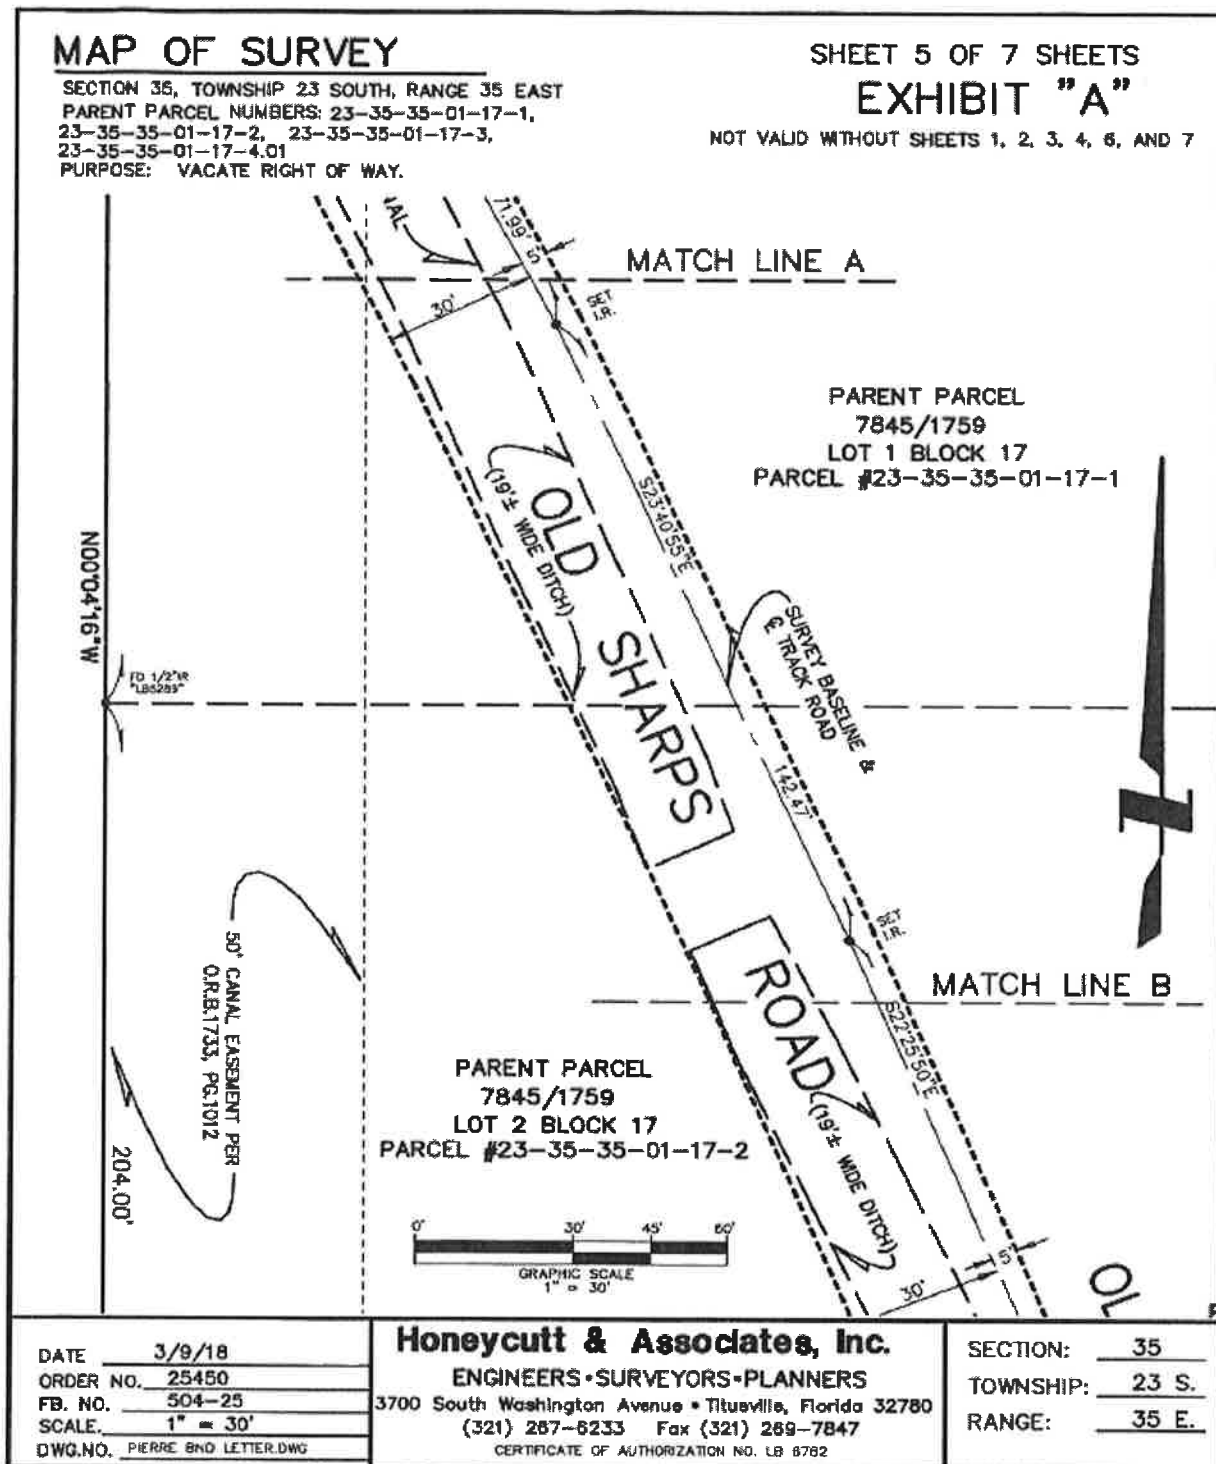 MAP OF SURVEY
SECTION 35, TOWNSHIP 23 SOUTH, RANGE 35 EAST
PARENT PARCEL NUMBERS: 23-35-35-01-17-1,
23-35-35-01-17-2, 23-35-35-01-17-3,
23-35-35-01-17-4.01
PURPOSE: VACATE RIGHT OF WAY.
SHEET 5 OF 7 SHEETS
EXHIBIT "A"
NOT VALID WITHOUT SHEETS 1, 2, 3, 4, 6, AND 7
71.99'
5'
MATCH LINE A
30'
SET
I.R.
PARENT PARCEL
7845/1759
LOT 1 BLOCK 17
PARCEL #23-35-35-01-17-1
OLD SHARPS
(19'± WIDE DITCH)
S23°40'55"E
N00°04'16"W
FD 1/2"IR
"LB6289"
SURVEY BASELINE &
℄ TRACK ROAD
142.47'
SET
I.R.
50' CANAL EASEMENT PER
O.R.B.1733, PG.1012
ROAD
(19'± WIDE DITCH)
MATCH LINE B
S22°25'50"E
PARENT PARCEL
7845/1759
LOT 2 BLOCK 17
PARCEL #23-35-35-01-17-2
204.00'
0' 30' 45' 60'
GRAPHIC SCALE
1" = 30'
30'
5'
OL
DATE 3/9/18
ORDER NO. 25450
FB. NO. 504-25
SCALE. 1" = 30'
DWG.NO. PIERRE BND LETTER.DWG
Honeycutt & Associates, Inc.
ENGINEERS•SURVEYORS•PLANNERS
3700 South Washington Avenue • Titusville, Florida 32780
(321) 267-6233 Fax (321) 269-7847
CERTIFICATE OF AUTHORIZATION NO. LB 6762
SECTION: 35
TOWNSHIP: 23 S.
RANGE: 35 E.